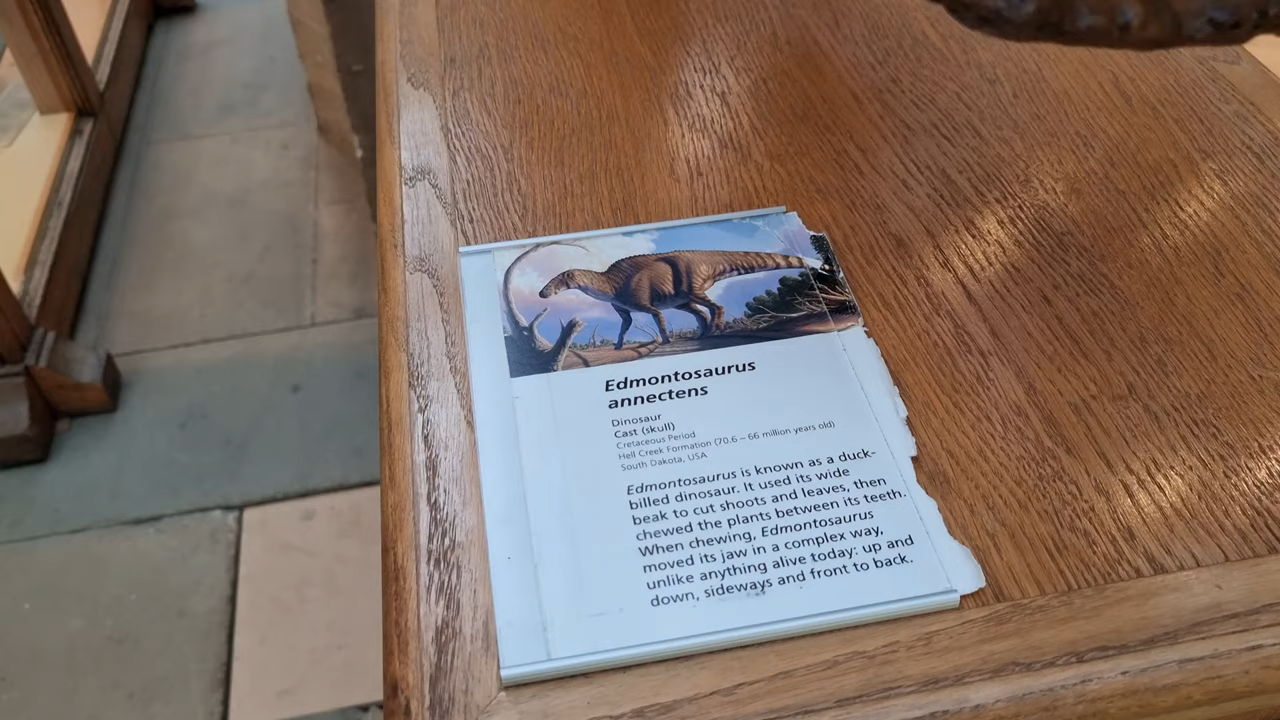 Edmontosaurus
annectens
Dinosaur
Cast (skull)
Cretaceous Period
Hell Creek Formation (70.6 – 66 million years old)
South Dakota, USA
Edmontosaurus is known as a duck-
billed dinosaur. It used its wide
beak to cut shoots and leaves, then
chewed the plants between its teeth.
When chewing, Edmontosaurus
moved its jaw in a complex way,
unlike anything alive today: up and
down, sideways and front to back.